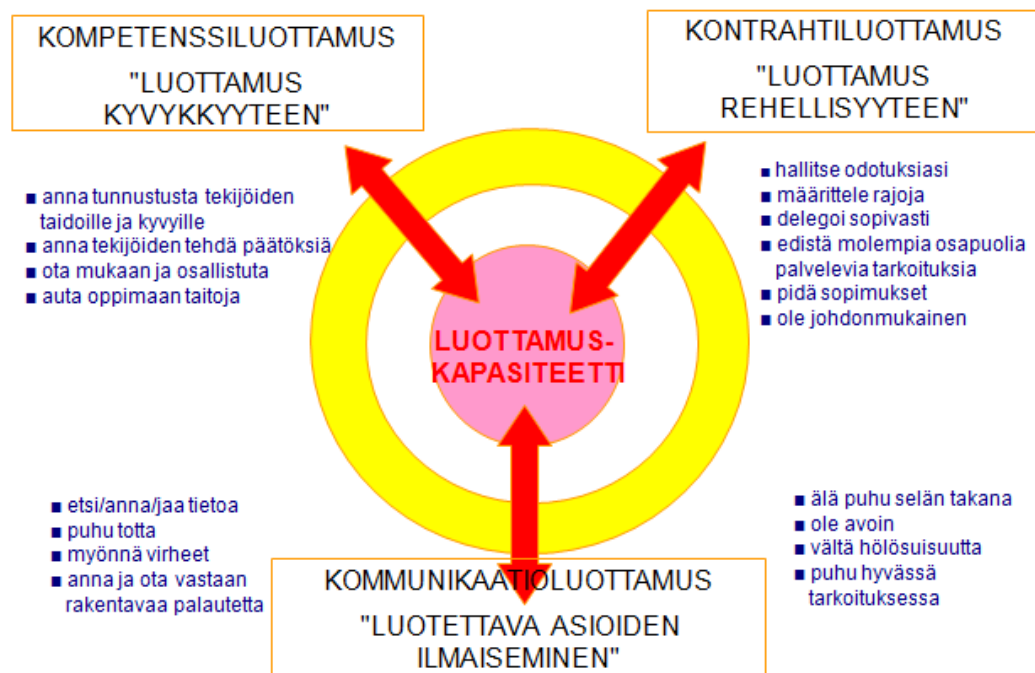 KOMPETENSSILUOTTAMUS
"LUOTTAMUS
KYVYKKYYTEEN"
KONTRAHTILUOTTAMUS
"LUOTTAMUS
REHELLISYYTEEN"
■ anna tunnustusta tekijöiden
taidoille ja kyvyille
■ anna tekijöiden tehdä päätöksiä
■ ota mukaan ja osallistuta
■ auta oppimaan taitoja
■ hallitse odotuksiasi
■ määrittele rajoja
■ delegoi sopivasti
■ edistä molempia osapuolia
palvelevia tarkoituksia
■ pidä sopimukset
■ ole johdonmukainen
LUOTTAMUS-
KAPASITEETTI
■ etsi/anna/jaa tietoa
■ puhu totta
■ myönnä virheet
■ anna ja ota vastaan
rakentavaa palautetta
■ älä puhu selän takana
■ ole avoin
■ vältä hölösuisuutta
■ puhu hyvässä
tarkoituksessa
KOMMUNIKAATIOLUOTTAMUS
"LUOTETTAVA ASIOIDEN
ILMAISEMINEN"